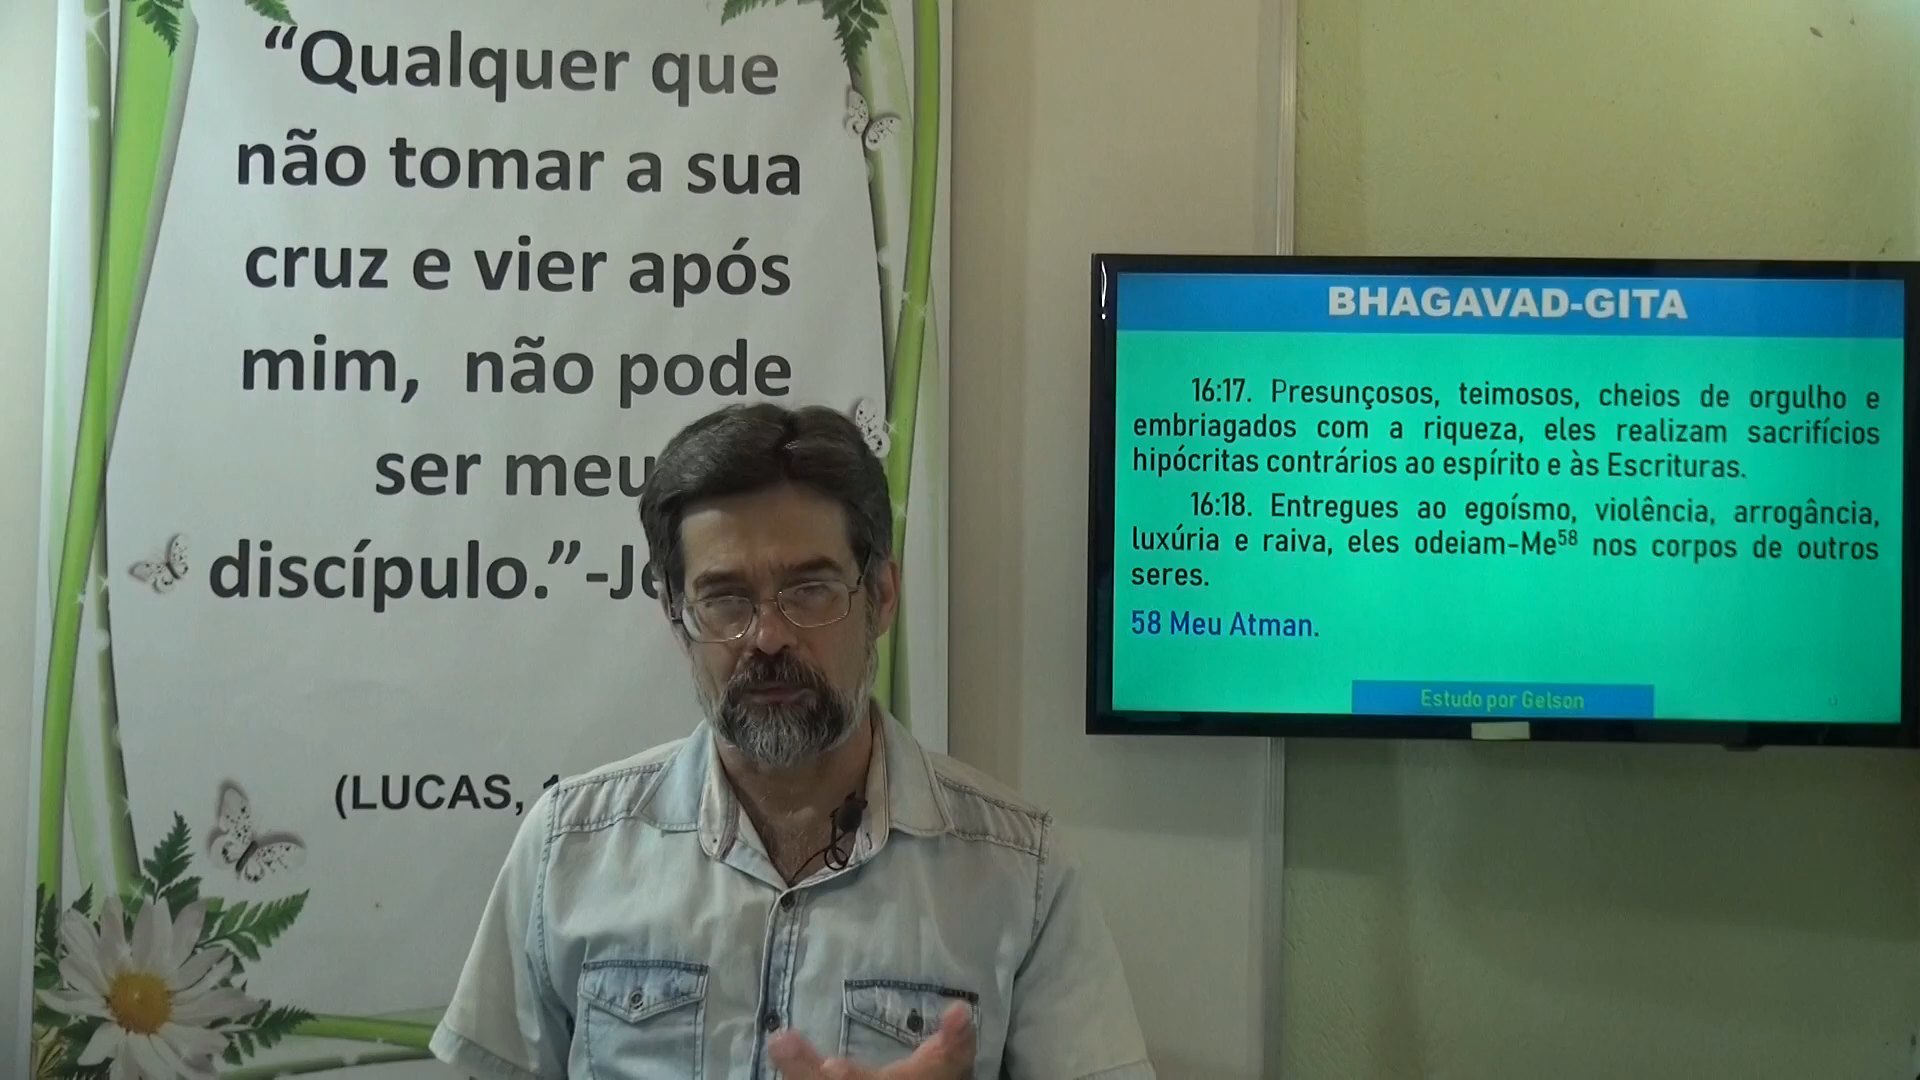 “Qualquer que
não tomar a sua
cruz e vier após
mim, não pode
ser meu
discípulo.”-Je
(LUCAS, 1
BHAGAVAD-GITA
16:17. Presunçosos, teimosos, cheios de orgulho e
embriagados com a riqueza, eles realizam sacrifícios
hipócritas contrários ao espírito e às Escrituras.
16:18. Entregues ao egoísmo, violência, arrogância,
luxúria e raiva, eles odeiam-Me⁵⁸ nos corpos de outros
seres.
58 Meu Atman.
Estudo por Gelson